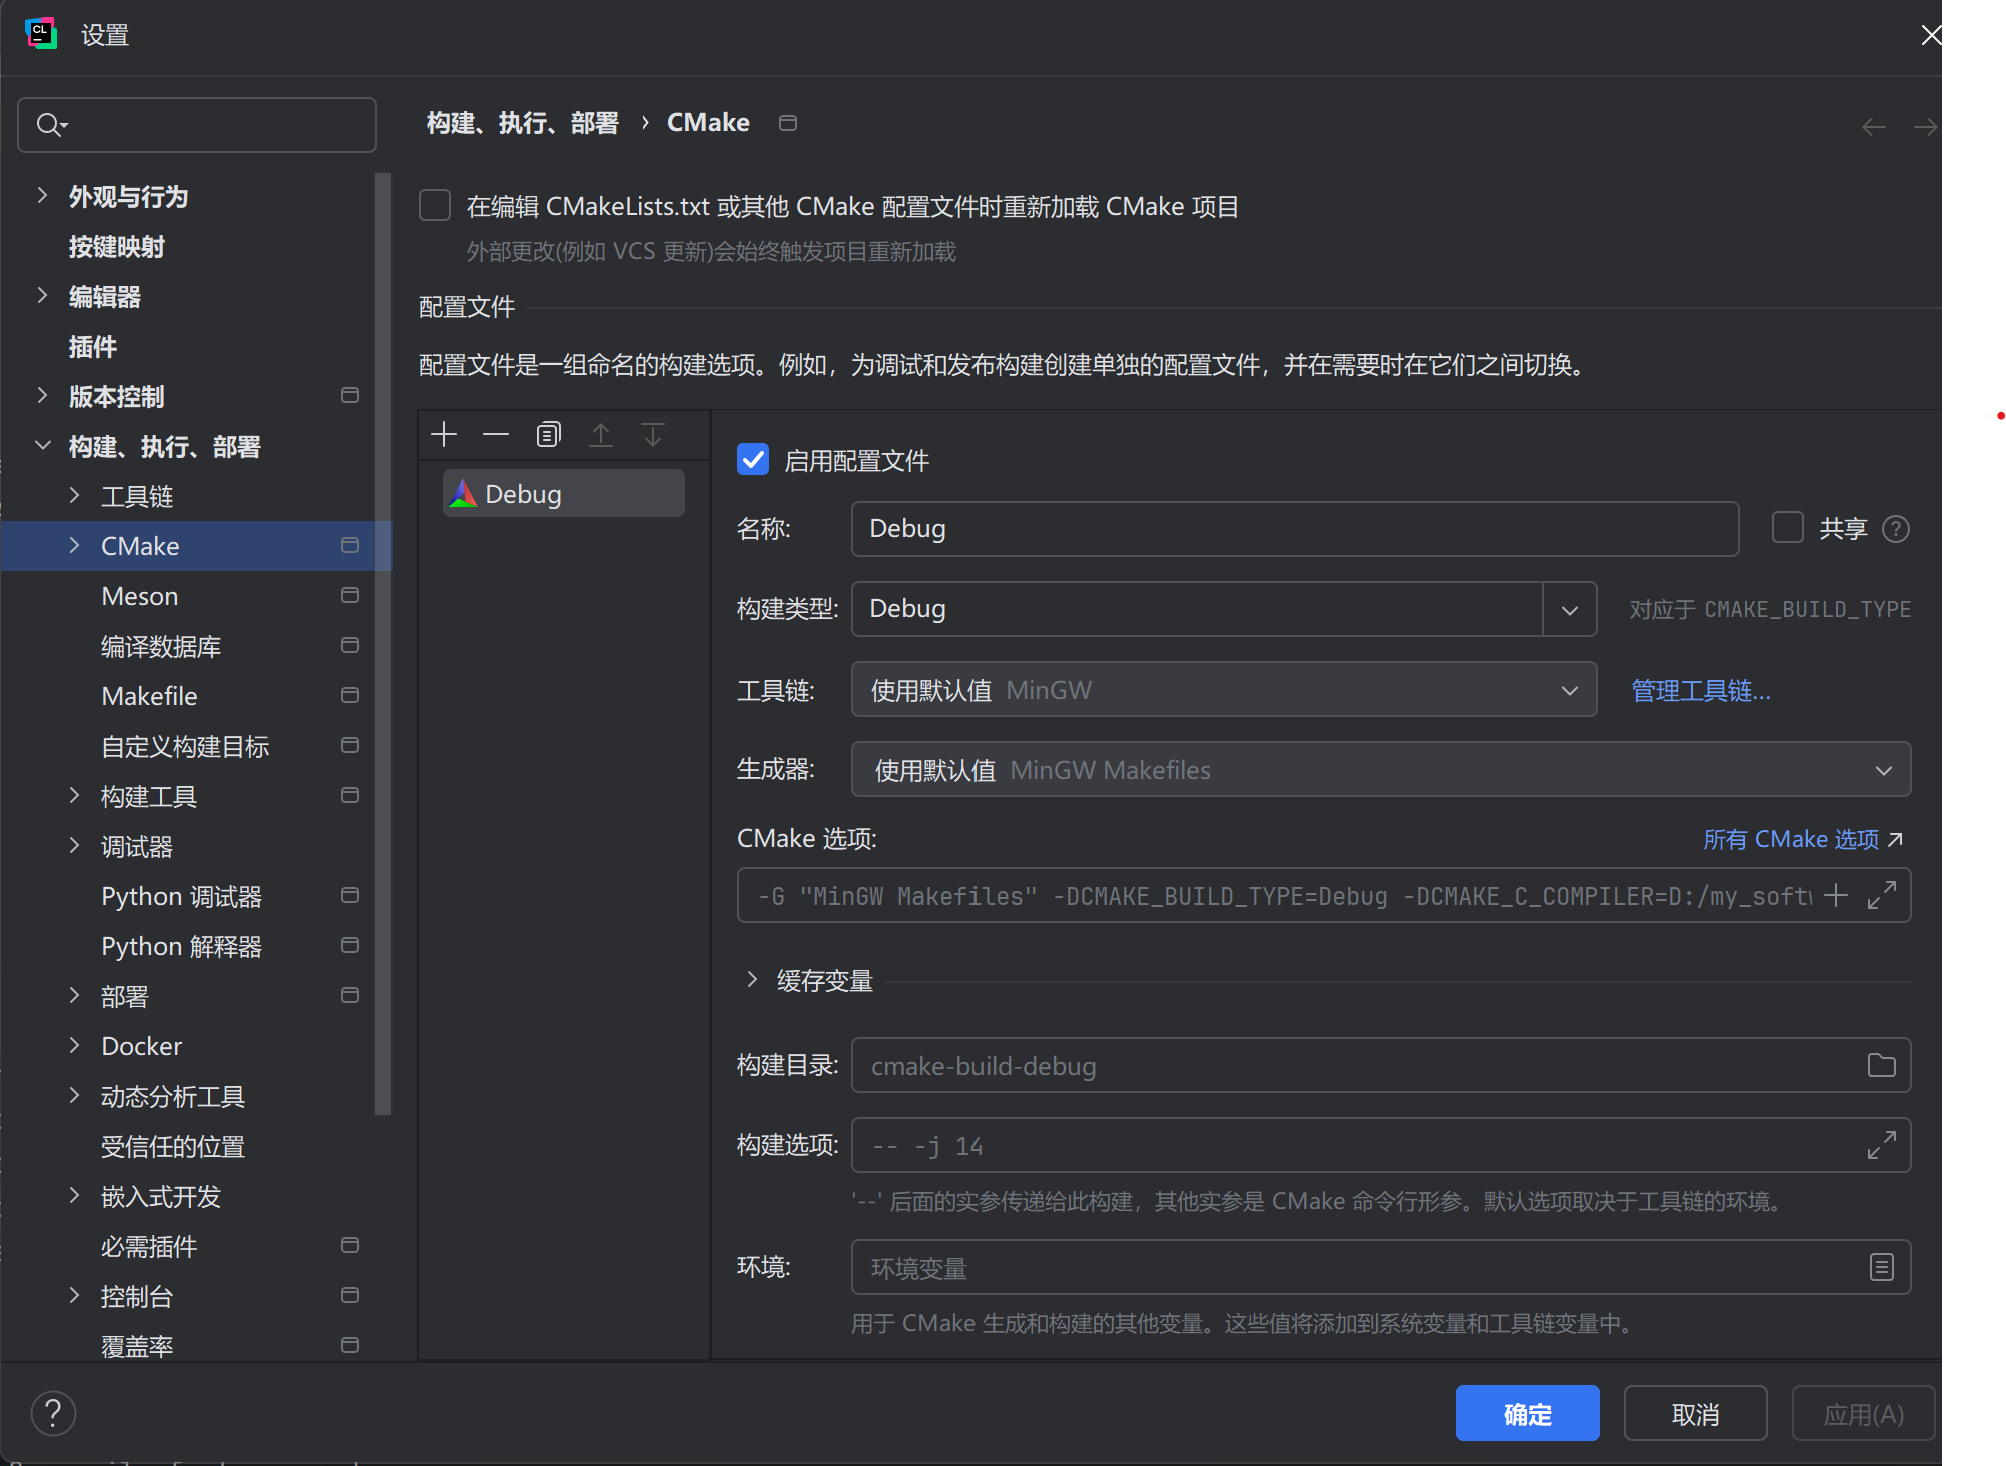 CL
设置
构建、执行、部署 › CMake
外观与行为
按键映射
编辑器
插件
版本控制
构建、执行、部署
工具链
CMake
Meson
编译数据库
Makefile
自定义构建目标
构建工具
调试器
Python 调试器
Python 解释器
部署
Docker
动态分析工具
受信任的位置
嵌入式开发
必需插件
控制台
覆盖率
在编辑 CMakeLists.txt 或其他 CMake 配置文件时重新加载 CMake 项目
外部更改(例如 VCS 更新)会始终触发项目重新加载
配置文件
配置文件是一组命名的构建选项。例如，为调试和发布构建创建单独的配置文件，并在需要时在它们之间切换。
Debug
启用配置文件
名称: Debug 共享 ?
构建类型: Debug 对应于 CMAKE_BUILD_TYPE
工具链: 使用默认值 MinGW 管理工具链...
生成器: 使用默认值 MinGW Makefiles
CMake 选项: 所有 CMake 选项
-G "MinGW Makefiles" -DCMAKE_BUILD_TYPE=Debug -DCMAKE_C_COMPILER=D:/my_softw
缓存变量
构建目录: cmake-build-debug
构建选项: -- -j 14
'--' 后面的实参传递给此构建，其他实参是 CMake 命令行形参。默认选项取决于工具链的环境。
环境: 环境变量
用于 CMake 生成和构建的其他变量。这些值将添加到系统变量和工具链变量中。
? 确定 取消 应用(A)